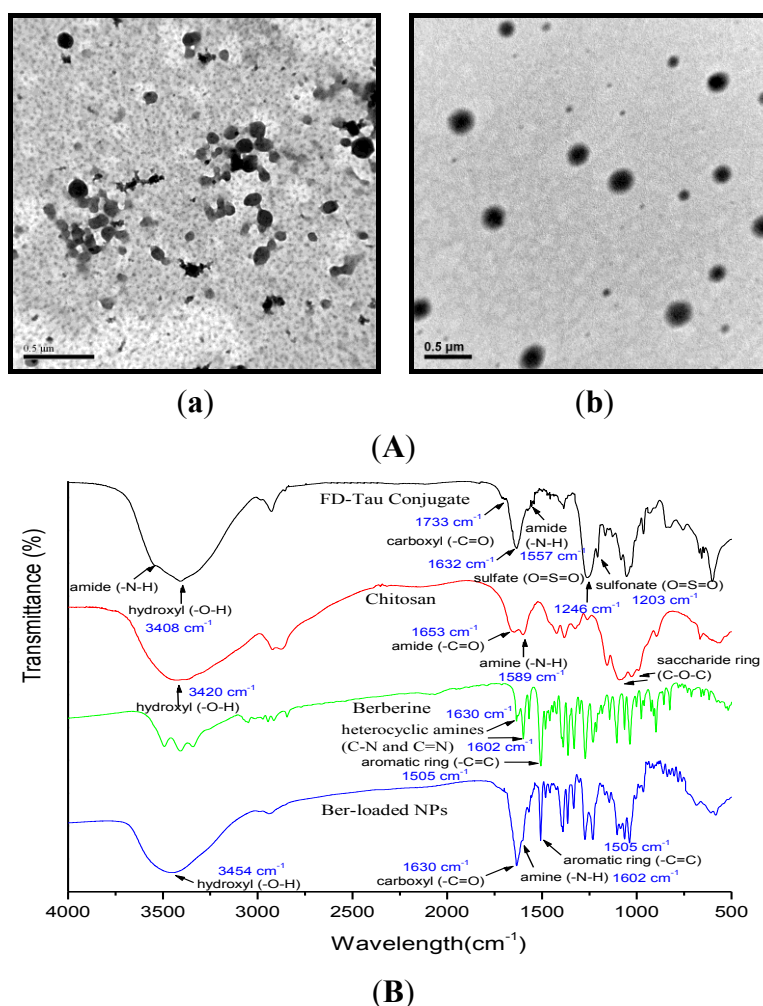 0.5 µm
0.5 µm
(a)
(b)
(A)
FD-Tau Conjugate
1733 cm⁻¹
amide
(-N-H)
carboxyl (-C=O)
1632 cm⁻¹
1557 cm⁻¹
amide (-N-H)
sulfate (O=S=O)
sulfonate (O=S=O)
hydroxyl (-O-H)
1246 cm⁻¹
1203 cm⁻¹
3408 cm⁻¹
Chitosan
1653 cm⁻¹
amide (-C=O)
amine (-N-H)
saccharide ring
(C-O-C)
3420 cm⁻¹
1589 cm⁻¹
hydroxyl (-O-H)
Berberine
1630 cm⁻¹
heterocyclic amines
(C-N and C=N)
1602 cm⁻¹
aromatic ring (-C=C)
1505 cm⁻¹
Ber-loaded NPs
1505 cm⁻¹
aromatic ring (-C=C)
3454 cm⁻¹
1630 cm⁻¹
hydroxyl (-O-H)
carboxyl (-C=O)
amine (-N-H)
1602 cm⁻¹
Transmittance (%)
4000 3500 3000 2500 2000 1500 1000 500
Wavelength(cm⁻¹)
(B)